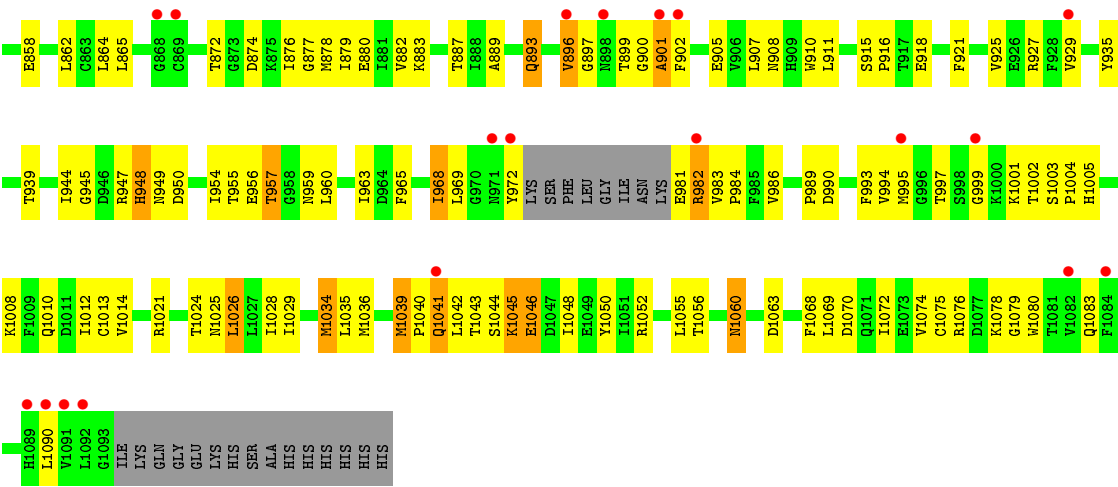 E858 L862 C863 L864 L865 G868 C869 T872 G873 D874 K875 I876 G877 M878 I879 E880 I881 V882 K883 T887 I888 A889 Q893 V896 G897 N898 T899 G900 A901 F902 E905 V906 L907 N908 H909 W910 L911 S915 P916 T917 E918 F921 V925 E926 R927 F928 V929 Y935
T939 I944 G945 D946 R947 H948 N949 D950 I954 T955 E956 T957 G958 N959 L960 I963 D964 F965 I968 L969 G970 N971 Y972 LYS SER PHE LEU GLY ILE ASN LYS E981 R982 V983 P984 F985 V986 P989 D990 F993 V994 M995 G996 T997 S998 G999 K1000 K1001 T1002 S1003 P1004 H1005
K1008 F1009 Q1010 D1011 I1012 C1013 V1014 R1021 T1024 N1025 L1026 L1027 I1028 I1029 M1034 L1035 M1036 M1039 P1040 Q1041 L1042 T1043 S1044 K1045 E1046 D1047 I1048 E1049 Y1050 I1051 R1052 L1055 T1056 N1060 D1063 F1068 L1069 D1070 Q1071 I1072 E1073 V1074 C1075 R1076 D1077 K1078 G1079 W1080 T1081 V1082 Q1083 F1084
H1089 L1090 V1091 L1092 G1093 ILE LYS GLN GLY GLU LYS HIS SER ALA HIS HIS HIS HIS HIS HIS